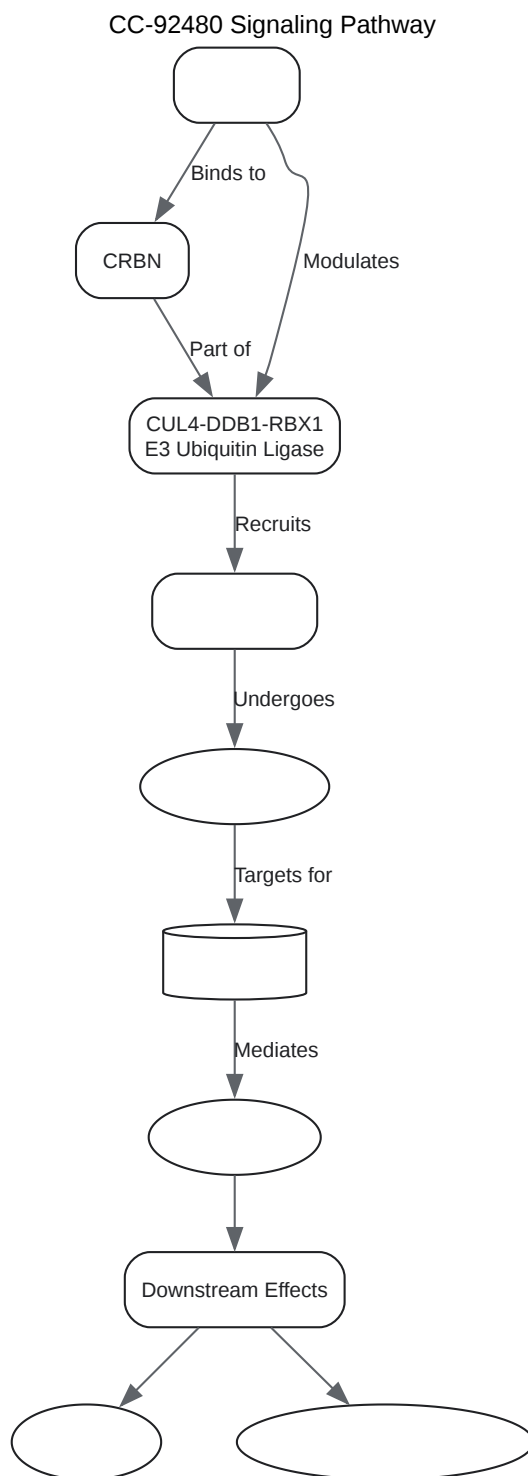 CC-92480 Signaling Pathway
Binds to
CRBN
Modulates
Part of
CUL4-DDB1-RBX1
E3 Ubiquitin Ligase
Recruits
Undergoes
Targets for
Mediates
Downstream Effects